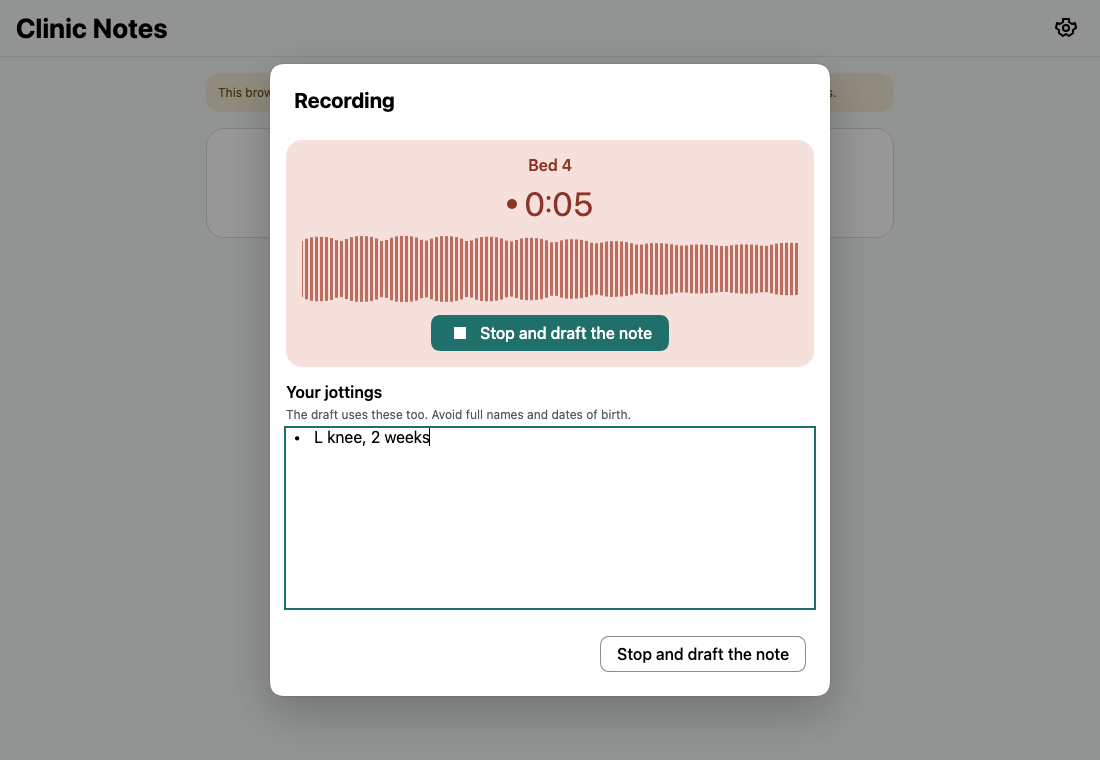 Clinic Notes
This brow
s.
Recording
Bed 4
0:05
Stop and draft the note
Your jottings
The draft uses these too. Avoid full names and dates of birth.
• L knee, 2 weeks
Stop and draft the note